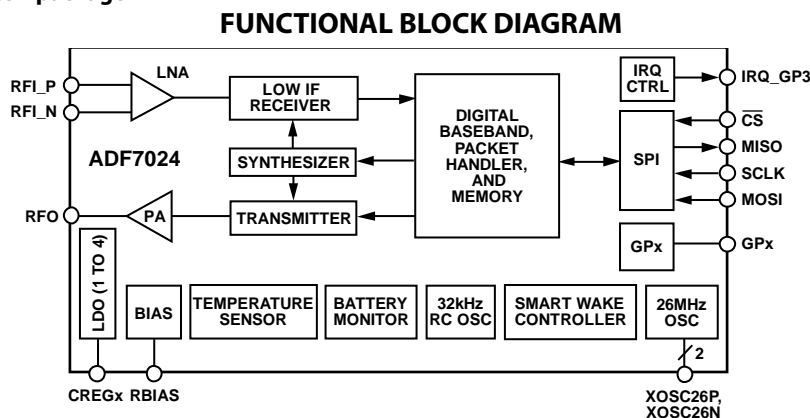 FUNCTIONAL BLOCK DIAGRAM
RFI_P
RFI_N
LNA
LOW IF
RECEIVER
ADF7024
SYNTHESIZER
RFO
PA
TRANSMITTER
DIGITAL
BASEBAND,
PACKET
HANDLER,
AND
MEMORY
IRQ
CTRL
IRQ_GP3
SPI
CS
MISO
SCLK
MOSI
GPx
GPx
LDO (1 TO 4)
BIAS
TEMPERATURE
SENSOR
BATTERY
MONITOR
32kHz
RC OSC
SMART WAKE
CONTROLLER
26MHz
OSC
2
CREGx
RBIAS
XOSC26P,
XOSC26N